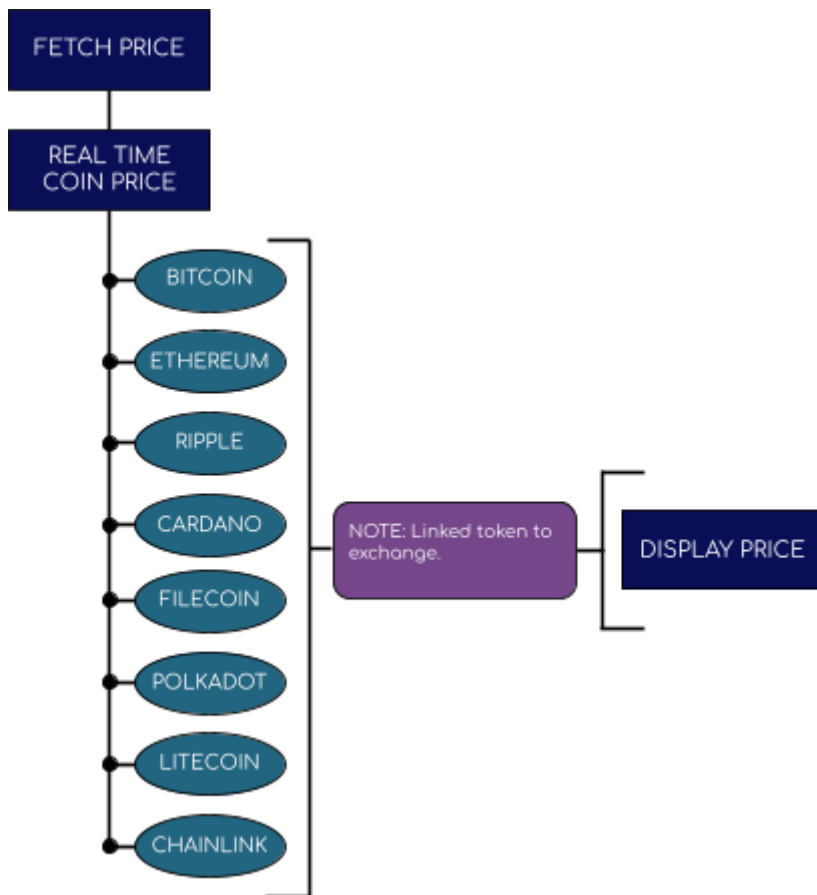 FETCH PRICE
REAL TIME
COIN PRICE
BITCOIN
ETHEREUM
RIPPLE
CARDANO
FILECOIN
POLKADOT
LITECOIN
CHAINLINK
NOTE: Linked token to
exchange.
DISPLAY PRICE